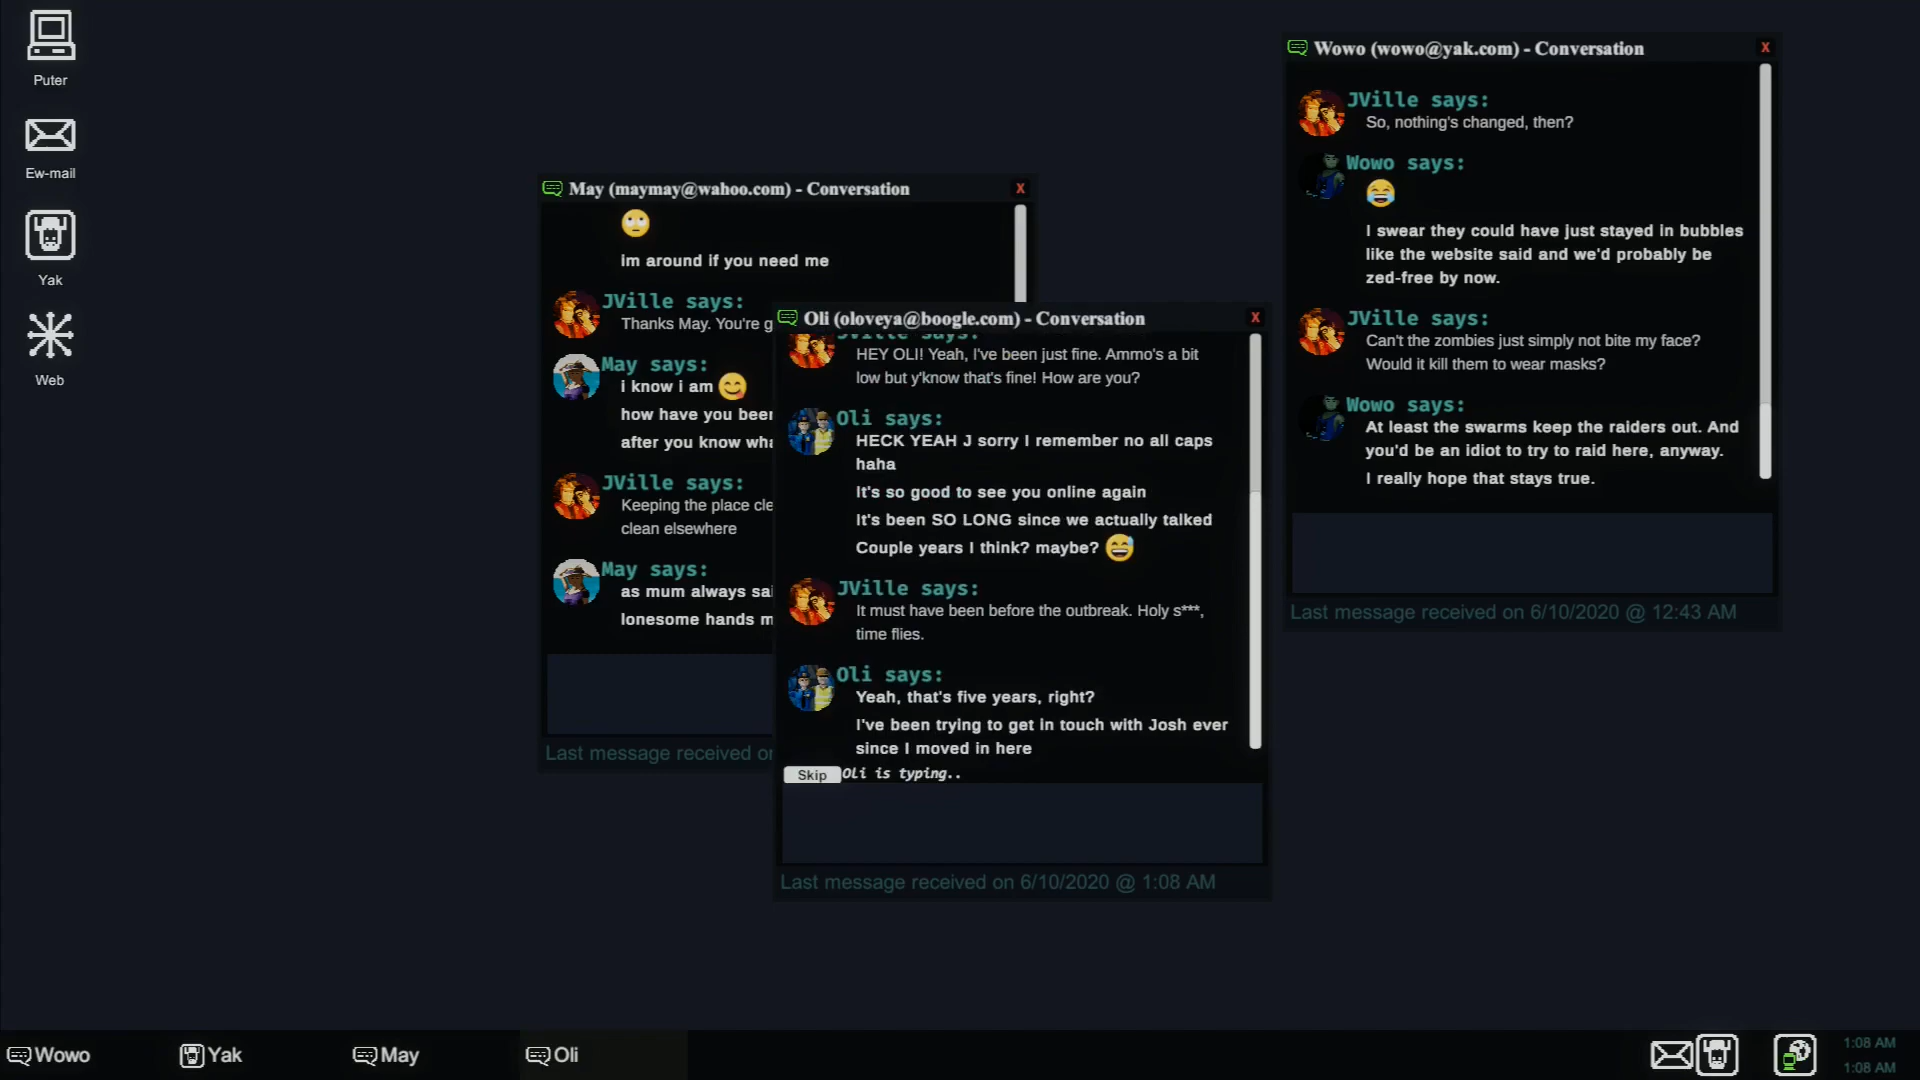 Puter
Ew-mail
Yak
Web
May (maymay@wahoo.com) - Conversation
X
im around if you need me
JVille says:
Thanks May. You're g
May says:
i know i am
how have you been
after you know wha
JVille says:
Keeping the place cle
clean elsewhere
May says:
as mum always sai
lonesome hands m
Last message received on
Oli (oloveya@boogle.com) - Conversation
X
JVille says:
HEY OLI! Yeah, I've been just fine. Ammo's a bit
low but y'know that's fine! How are you?
Oli says:
HECK YEAH J sorry I remember no all caps
haha
It's so good to see you online again
It's been SO LONG since we actually talked
Couple years I think? maybe?
JVille says:
It must have been before the outbreak. Holy s***,
time flies.
Oli says:
Yeah, that's five years, right?
I've been trying to get in touch with Josh ever
since I moved in here
Skip
Oli is typing..
Last message received on 6/10/2020 @ 1:08 AM
Wowo (wowo@yak.com) - Conversation
X
JVille says:
So, nothing's changed, then?
Wowo says:
I swear they could have just stayed in bubbles
like the website said and we'd probably be
zed-free by now.
JVille says:
Can't the zombies just simply not bite my face?
Would it kill them to wear masks?
Wowo says:
At least the swarms keep the raiders out. And
you'd be an idiot to try to raid here, anyway.
I really hope that stays true.
Last message received on 6/10/2020 @ 12:43 AM
Wowo
Yak
May
Oli
1:08 AM
1:08 AM